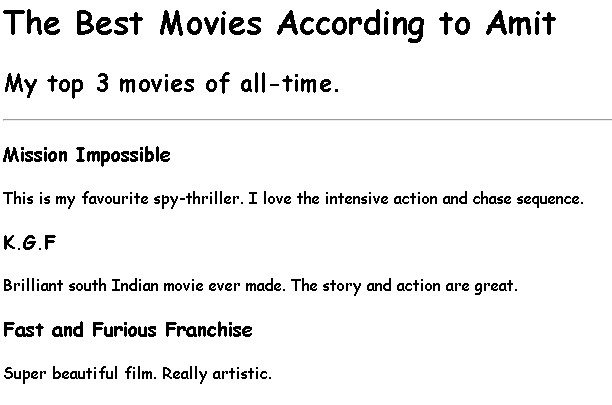 The Best Movies According to Amit
My top 3 movies of all-time.
Mission Impossible
This is my favourite spy-thriller. I love the intensive action and chase sequence.
K.G.F
Brilliant south Indian movie ever made. The story and action are great.
Fast and Furious Franchise
Super beautiful film. Really artistic.